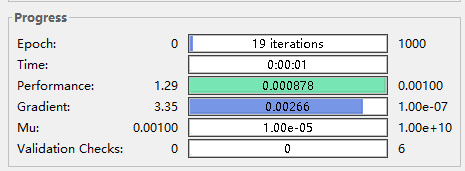 Progress
Epoch: 0 19 iterations 1000
Time: 0:00:01
Performance: 1.29 0.000878 0.00100
Gradient: 3.35 0.00266 1.00e-07
Mu: 0.00100 1.00e-05 1.00e+10
Validation Checks: 0 0 6